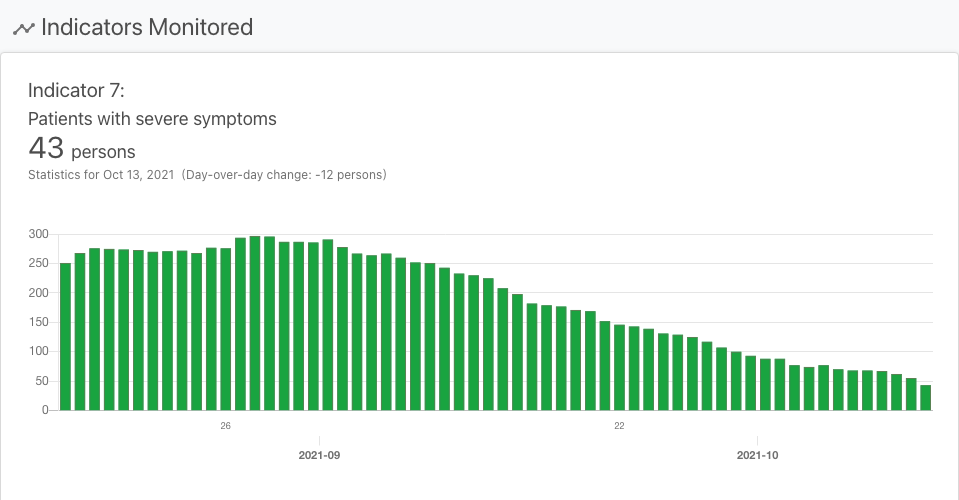 Indicators Monitored
Indicator 7:
Patients with severe symptoms
43 persons
Statistics for Oct 13, 2021 (Day-over-day change: -12 persons)
300
250
200
150
100
50
0
26 22
2021-09 2021-10